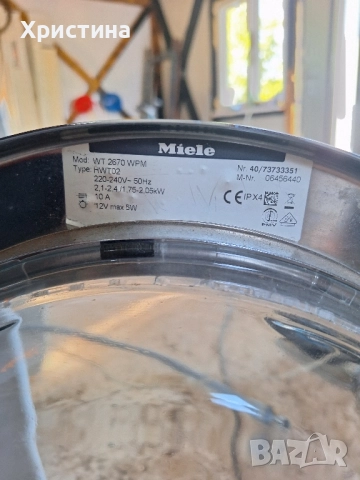 Христина
Miele
Mod.: WT 2670 WPM
Type: HWT02
220-240V~ 50Hz
2,1-2,4 / 1,75-2,05kW
10 A
12V max 5W
Nr. 40/73733351
M-Nr. 06456440
CE IP X4
BAZAR